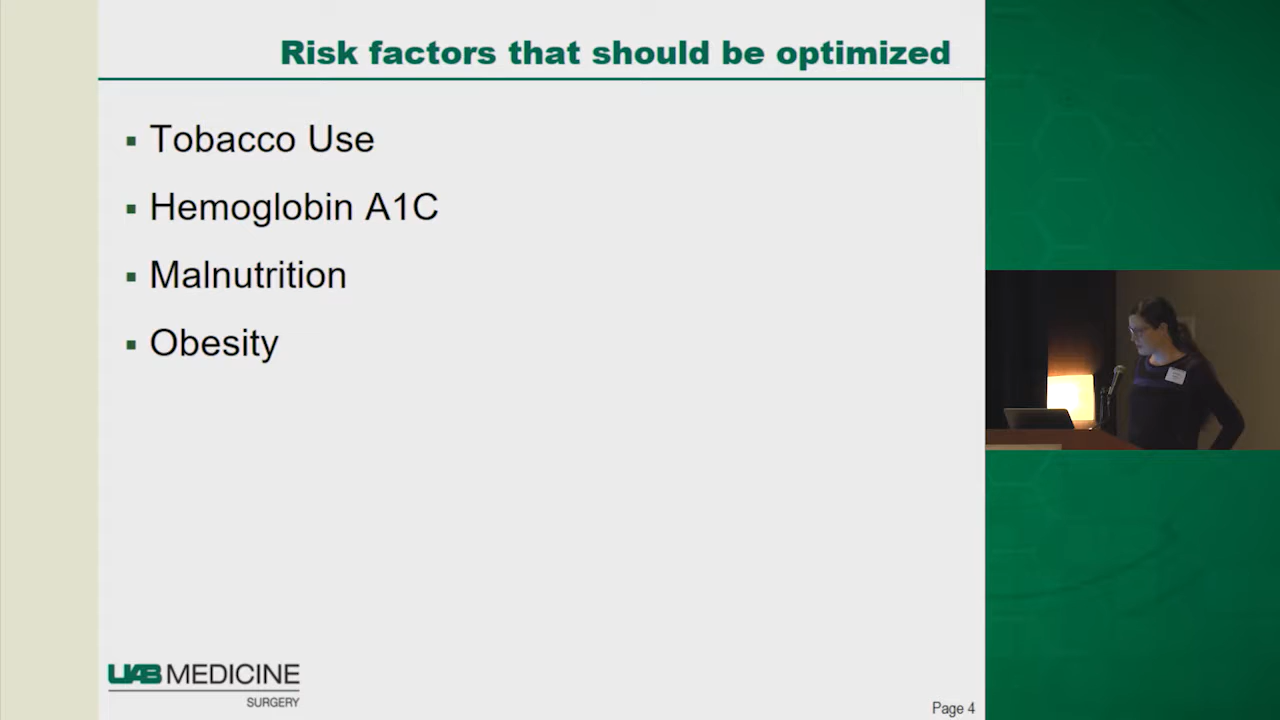 Risk factors that should be optimized
Tobacco Use
Hemoglobin A1C
Malnutrition
Obesity
UAB MEDICINE
SURGERY
Page 4